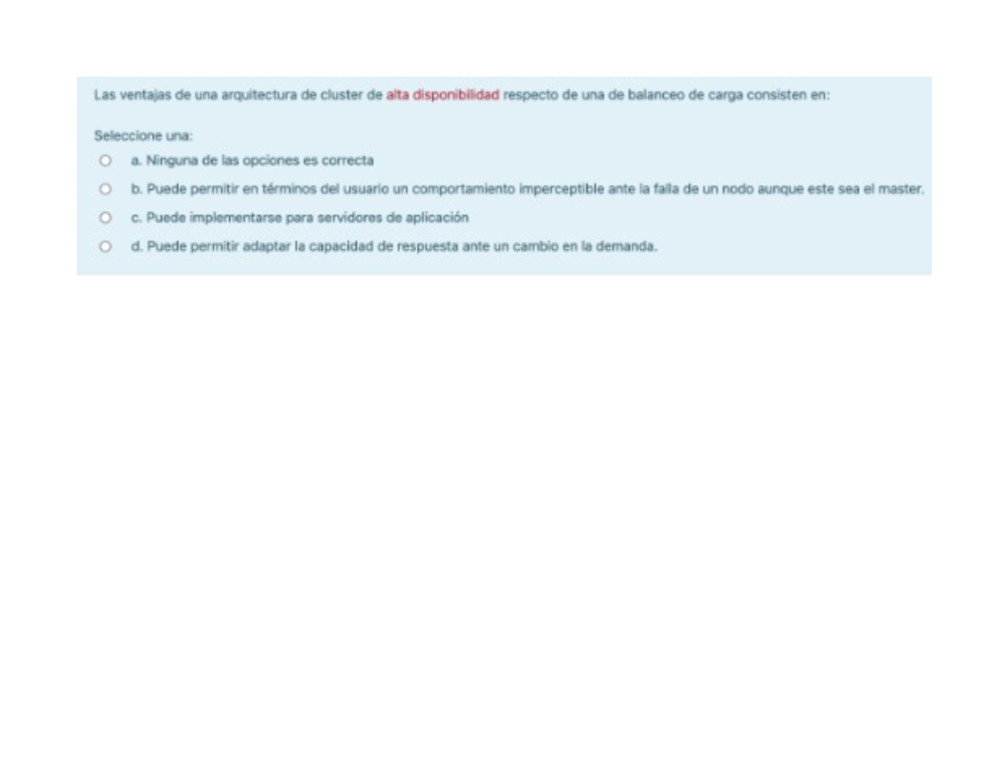 Las ventajas de una arquitectura de cluster de alta disponibilidad respecto de una de balanceo de carga consisten en:
Seleccione una:
a. Ninguna de las opciones es correcta
b. Puede permitir en términos del usuario un comportamiento imperceptible ante la falla de un nodo aunque este sea el master.
c. Puede implementarse para servidores de aplicación
d. Puede permitir adaptar la capacidad de respuesta ante un cambio en la demanda.